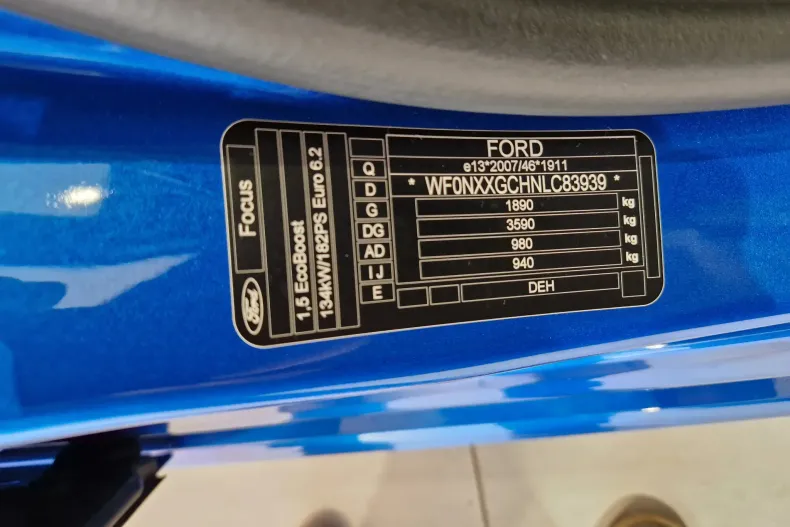 FORD
e13*2007/46*1911
* WF0NXXGCHNLC83939 *
1890 kg
3590 kg
980 kg
940 kg
DEH
Q
D
G
DG
AD
IJ
E
Focus
1,5 EcoBoost
134kW/182PS Euro 6.2
Ford